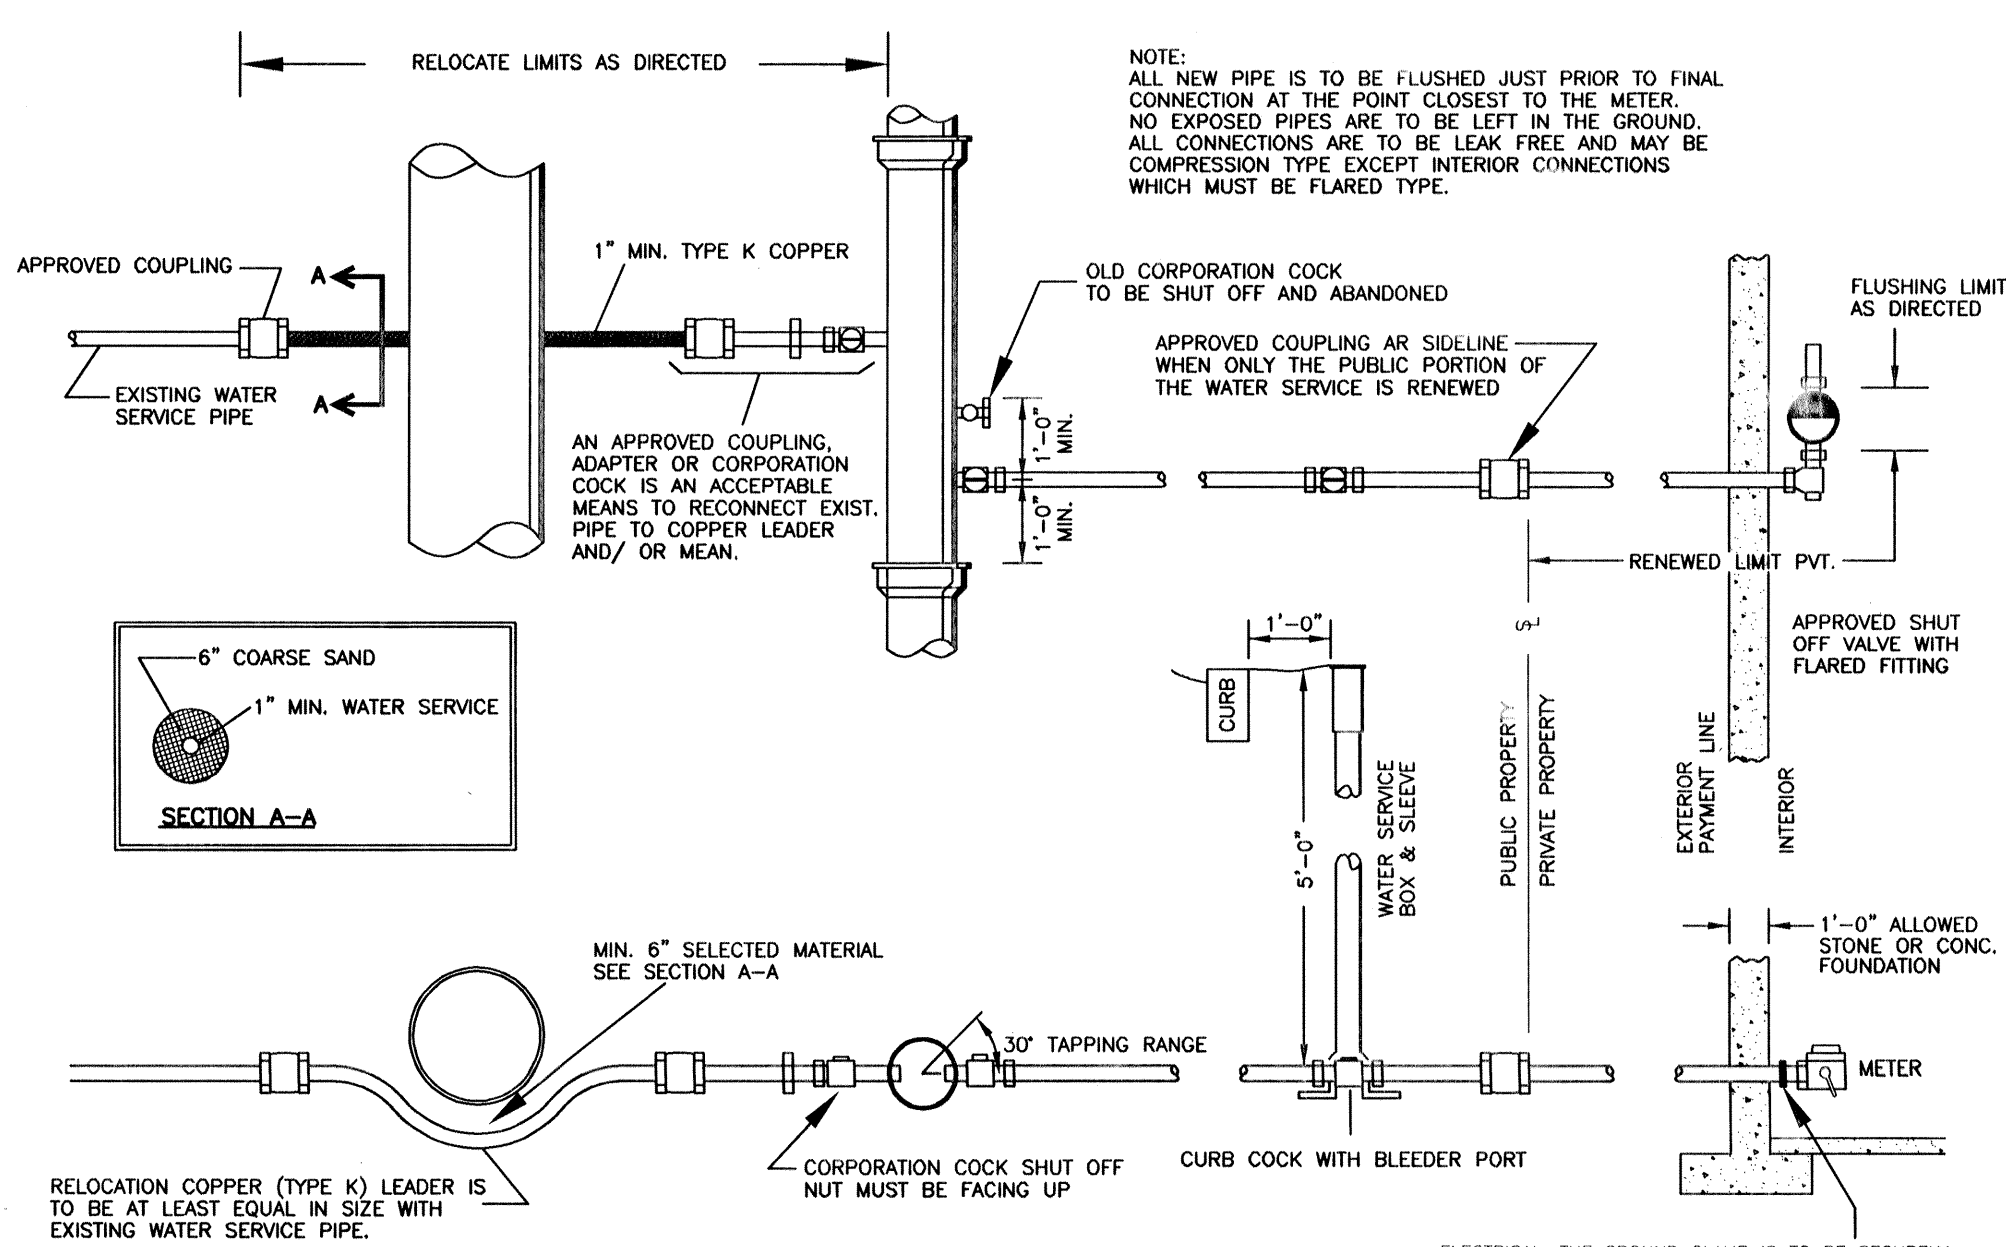 RELOCATE LIMITS AS DIRECTED
NOTE:
ALL NEW PIPE IS TO BE FLUSHED JUST PRIOR TO FINAL
CONNECTION AT THE POINT CLOSEST TO THE METER.
NO EXPOSED PIPES ARE TO BE LEFT IN THE GROUND.
ALL CONNECTIONS ARE TO BE LEAK FREE AND MAY BE
COMPRESSION TYPE EXCEPT INTERIOR CONNECTIONS
WHICH MUST BE FLARED TYPE.
APPROVED COUPLING
A
1" MIN. TYPE K COPPER
OLD CORPORATION COCK
TO BE SHUT OFF AND ABANDONED
FLUSHING LIMIT
AS DIRECTED
APPROVED COUPLING AR SIDELINE
WHEN ONLY THE PUBLIC PORTION OF
THE WATER SERVICE IS RENEWED
EXISTING WATER
SERVICE PIPE
A
AN APPROVED COUPLING,
ADAPTER OR CORPORATION
COCK IS AN ACCEPTABLE
MEANS TO RECONNECT EXIST.
PIPE TO COPPER LEADER
AND/ OR MEAN.
1'-0"
MIN.
1'-0"
MIN.
RENEWED LIMIT PVT.
APPROVED SHUT
OFF VALVE WITH
FLARED FITTING
6" COARSE SAND
1" MIN. WATER SERVICE
SECTION A-A
1'-0"
CURB
5'-0"
WATER SERVICE
BOX & SLEEVE
PUBLIC PROPERTY
PRIVATE PROPERTY
EXTERIOR
PAYMENT LINE
INTERIOR
1'-0" ALLOWED
STONE OR CONC.
FOUNDATION
MIN. 6" SELECTED MATERIAL
SEE SECTION A-A
30° TAPPING RANGE
METER
CORPORATION COCK SHUT OFF
NUT MUST BE FACING UP
CURB COCK WITH BLEEDER PORT
RELOCATION COPPER (TYPE K) LEADER IS
TO BE AT LEAST EQUAL IN SIZE WITH
EXISTING WATER SERVICE PIPE.